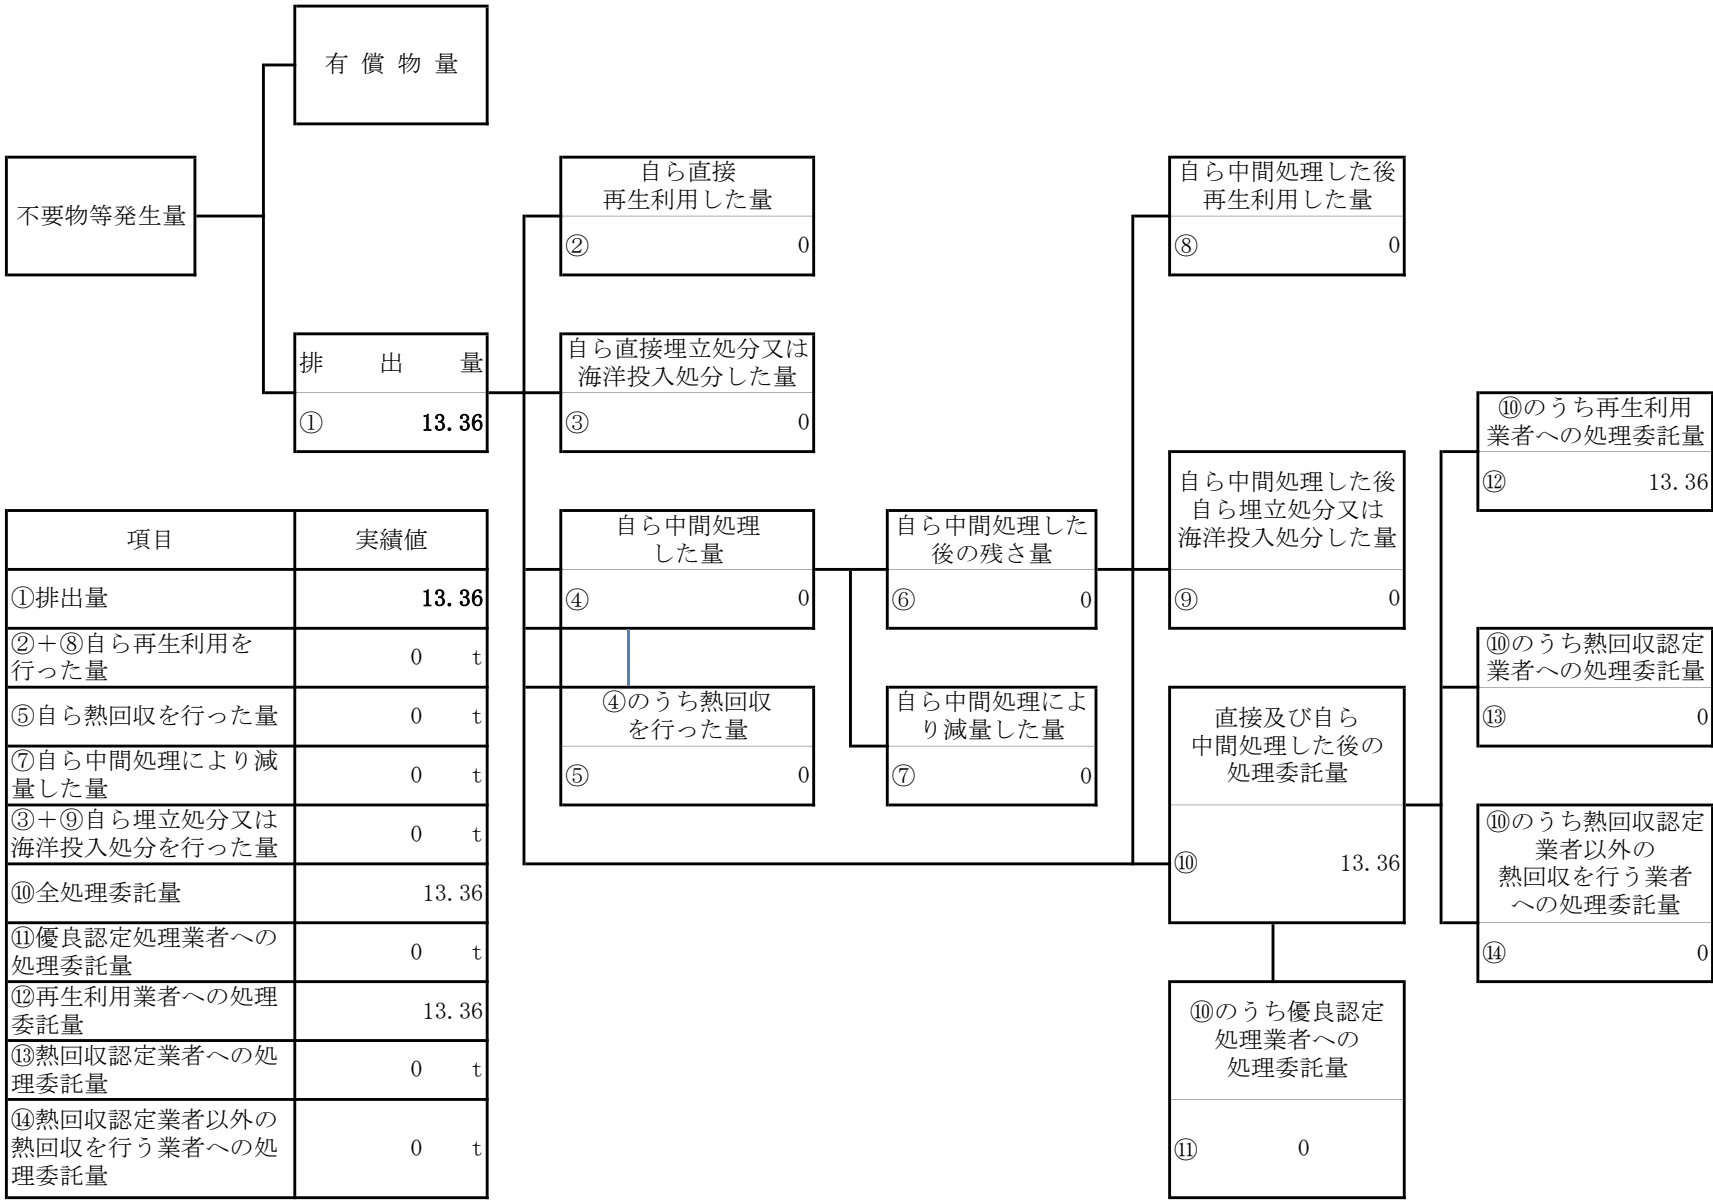 有償物量
不要物等発生量
排出量
① 13.36
自ら直接
再生利用した量
② 0
自ら直接埋立処分又は
海洋投入処分した量
③ 0
自ら中間処理
した量
④ 0
④のうち熱回収
を行った量
⑤ 0
自ら中間処理した
後の残さ量
⑥ 0
自ら中間処理によ
り減量した量
⑦ 0
自ら中間処理した後
再生利用した量
⑧ 0
自ら中間処理した後
自ら埋立処分又は
海洋投入処分した量
⑨ 0
直接及び自ら
中間処理した後の
処理委託量
⑩ 13.36
⑩のうち優良認定
処理業者への
処理委託量
⑪ 0
⑩のうち再生利用
業者への処理委託量
⑫ 13.36
⑩のうち熱回収認定
業者への処理委託量
⑬ 0
⑩のうち熱回収認定
業者以外の
熱回収を行う業者
への処理委託量
⑭ 0
項目 実績値
①排出量 13.36
②＋⑧自ら再生利用を
行った量 0 t
⑤自ら熱回収を行った量 0 t
⑦自ら中間処理により減
量した量 0 t
③＋⑨自ら埋立処分又は
海洋投入処分を行った量 0 t
⑩全処理委託量 13.36
⑪優良認定処理業者への
処理委託量 0 t
⑫再生利用業者への処理
委託量 13.36
⑬熱回収認定業者への処
理委託量 0 t
⑭熱回収認定業者以外の
熱回収を行う業者への処
理委託量 0 t